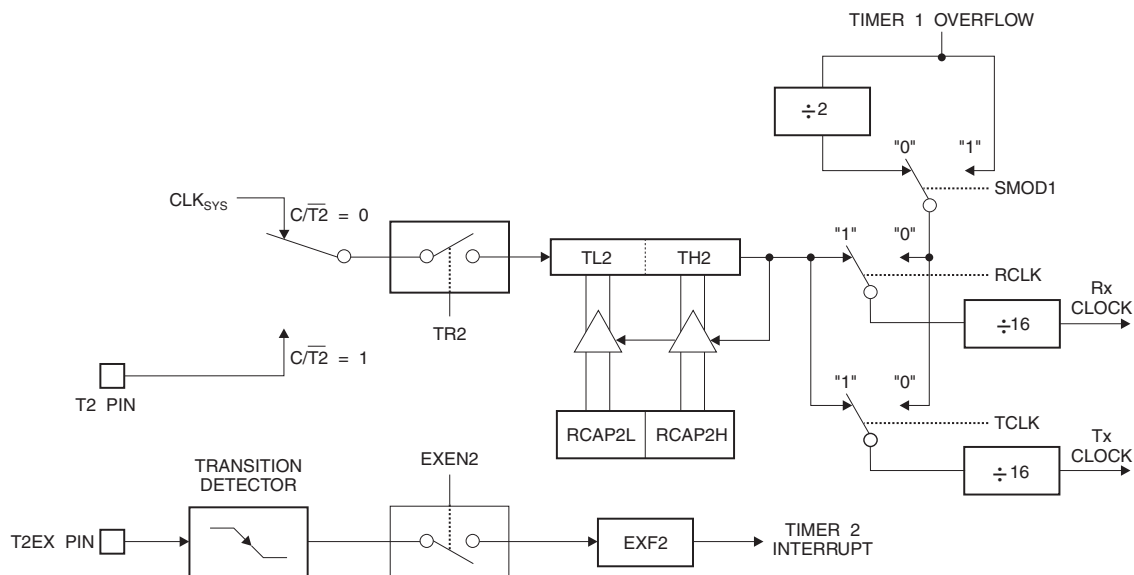 TIMER 1 OVERFLOW
÷2
"0" "1"
SMOD1
CLKSYS
C/T2 = 0
TR2
TL2 TH2
"1" "0"
RCLK
Rx
CLOCK
÷16
C/T2 = 1
T2 PIN
RCAP2L RCAP2H
"1" "0"
TCLK
Tx
CLOCK
÷16
TRANSITION
DETECTOR
EXEN2
T2EX PIN
EXF2
TIMER 2
INTERRUPT